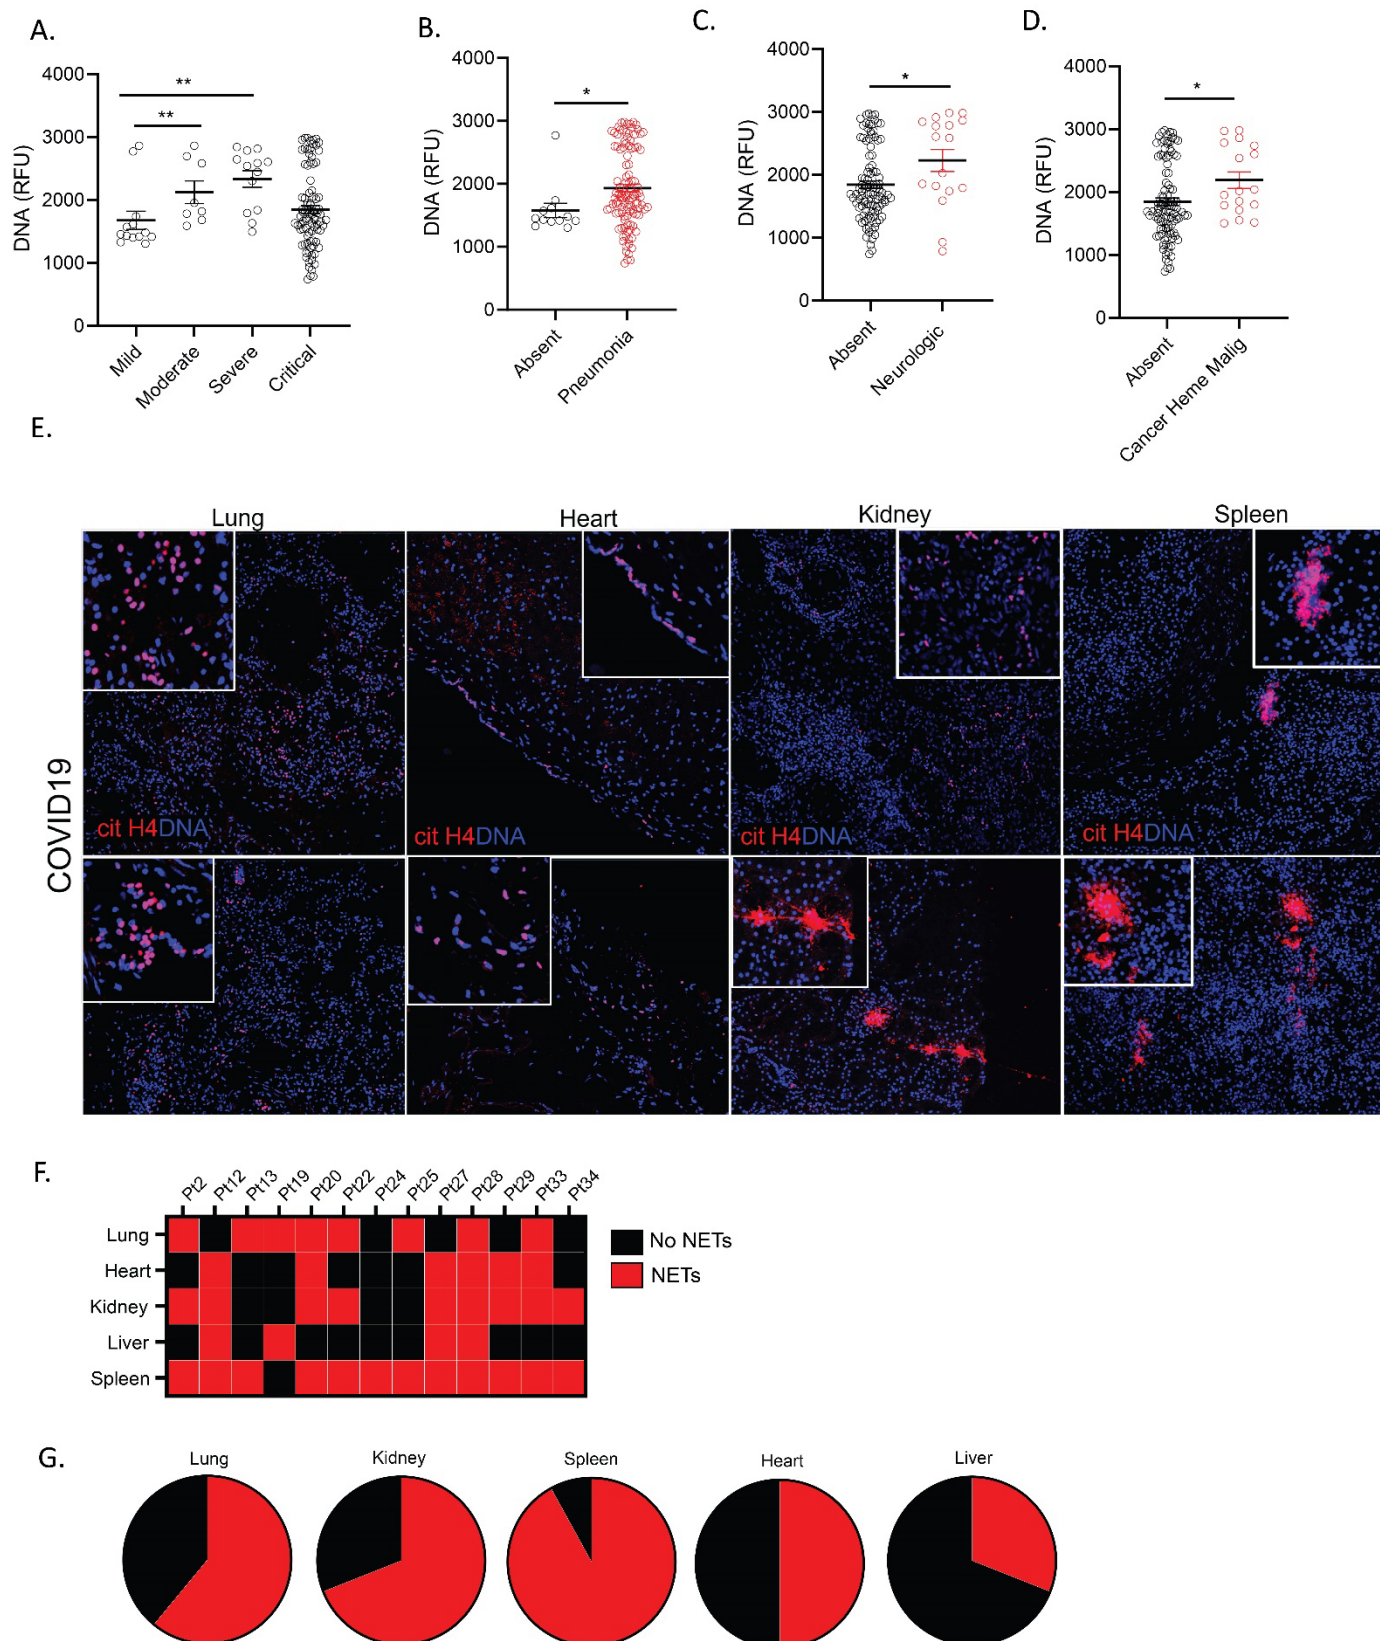 A.
B.
C.
D.
4000
3000
2000
1000
0
DNA (RFU)
**
**
Mild
Moderate
Severe
Critical
4000
3000
2000
1000
0
DNA (RFU)
*
Absent
Pneumonia
4000
3000
2000
1000
0
DNA (RFU)
*
Absent
Neurologic
4000
3000
2000
1000
0
DNA (RFU)
*
Absent
Cancer Heme Malig
E.
Lung
Heart
Kidney
Spleen
COVID19
cit H4DNA
cit H4DNA
cit H4DNA
cit H4DNA
F.
Pt2
Pt12
Pt13
Pt19
Pt20
Pt22
Pt24
Pt25
Pt27
Pt28
Pt29
Pt33
Pt34
Lung
Heart
Kidney
Liver
Spleen
No NETs
NETs
G.
Lung
Kidney
Spleen
Heart
Liver